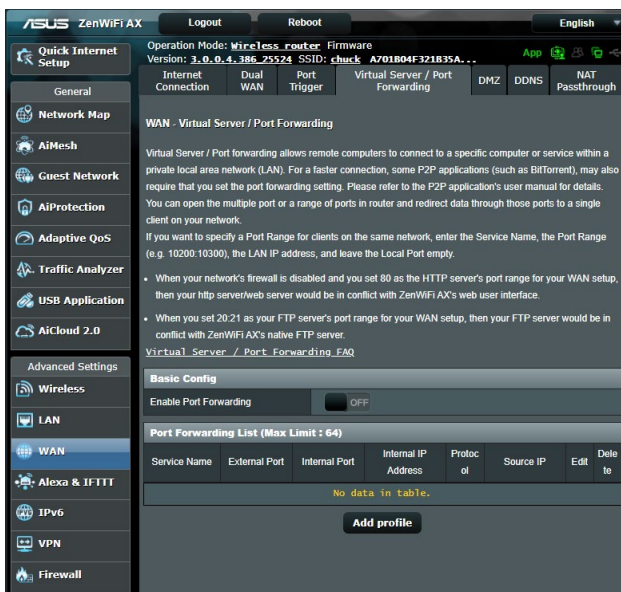 ASUS ZenWiFi AX
Logout
Reboot
English
Quick Internet
Setup
Operation Mode: Wireless router Firmware
Version: 3.0.0.4.386_25524 SSID: chuck A701B04F321B35A...
App
General
Network Map
AiMesh
Guest Network
AiProtection
Adaptive QoS
Traffic Analyzer
USB Application
AiCloud 2.0
Advanced Settings
Wireless
LAN
WAN
Alexa & IFTTT
IPv6
VPN
Firewall
Internet
Connection
Dual
WAN
Port
Trigger
Virtual Server / Port
Forwarding
DMZ
DDNS
NAT
Passthrough
WAN - Virtual Server / Port Forwarding
Virtual Server / Port forwarding allows remote computers to connect to a specific computer or service within a
private local area network (LAN). For a faster connection, some P2P applications (such as BitTorrent), may also
require that you set the port forwarding setting. Please refer to the P2P application's user manual for details.
You can open the multiple port or a range of ports in router and redirect data through those ports to a single
client on your network.
If you want to specify a Port Range for clients on the same network, enter the Service Name, the Port Range
(e.g. 10200:10300), the LAN IP address, and leave the Local Port empty.
• When your network's firewall is disabled and you set 80 as the HTTP server's port range for your WAN setup,
then your http server/web server would be in conflict with ZenWiFi AX's web user interface.
• When you set 20:21 as your FTP server's port range for your WAN setup, then your FTP server would be in
conflict with ZenWiFi AX's native FTP server.
Virtual Server / Port Forwarding FAQ
Basic Config
Enable Port Forwarding
OFF
Port Forwarding List (Max Limit : 64)
Service Name
External Port
Internal Port
Internal IP
Address
Protoc
ol
Source IP
Edit
Dele
te
No data in table.
Add profile